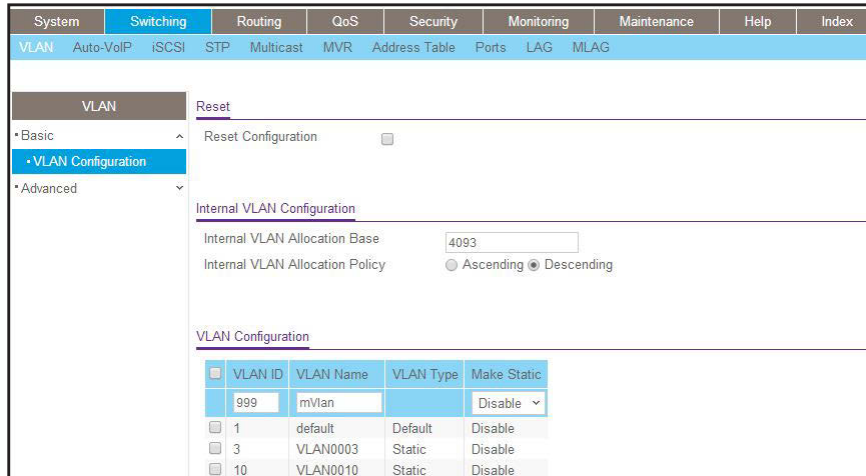 System Switching Routing QoS Security Monitoring Maintenance Help Index
VLAN Auto-VoIP iSCSI STP Multicast MVR Address Table Ports LAG MLAG
VLAN
Basic
VLAN Configuration
Advanced
Reset
Reset Configuration
Internal VLAN Configuration
Internal VLAN Allocation Base 4093
Internal VLAN Allocation Policy Ascending Descending
VLAN Configuration
VLAN ID VLAN Name VLAN Type Make Static
999 mVlan Disable
1 default Default Disable
3 VLAN0003 Static Disable
10 VLAN0010 Static Disable